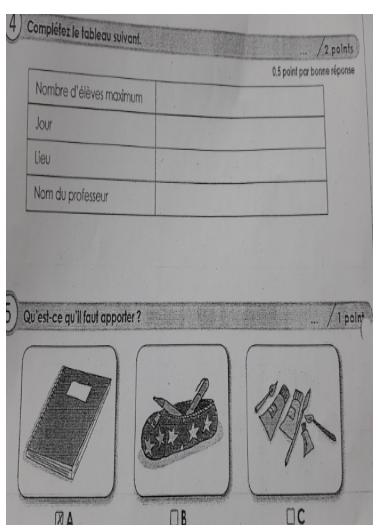 4 Complétez le tableau suivant.
... / 2 points
0.5 point par bonne réponse
Nombre d'élèves maximum
Jour
Lieu
Nom du professeur
5 Qu'est-ce qu'il faut apporter ?
... / 1 point
A
B
C